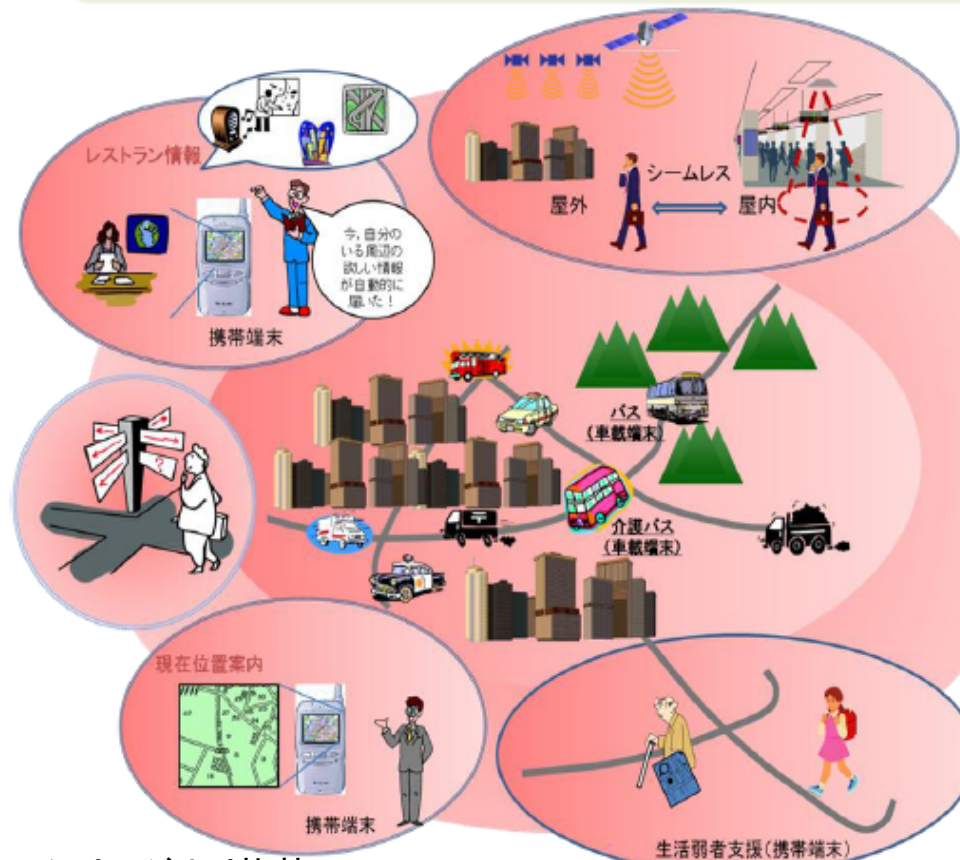 レストラン情報
今,自分の
いる周辺の
欲しい情報
が自動的に
届いた!
携帯端末
シームレス
屋外
屋内
バス
(車載端末)
介護バス
(車載端末)
?
現在位置案内
携帯端末
生活弱者支援(携帯端末)